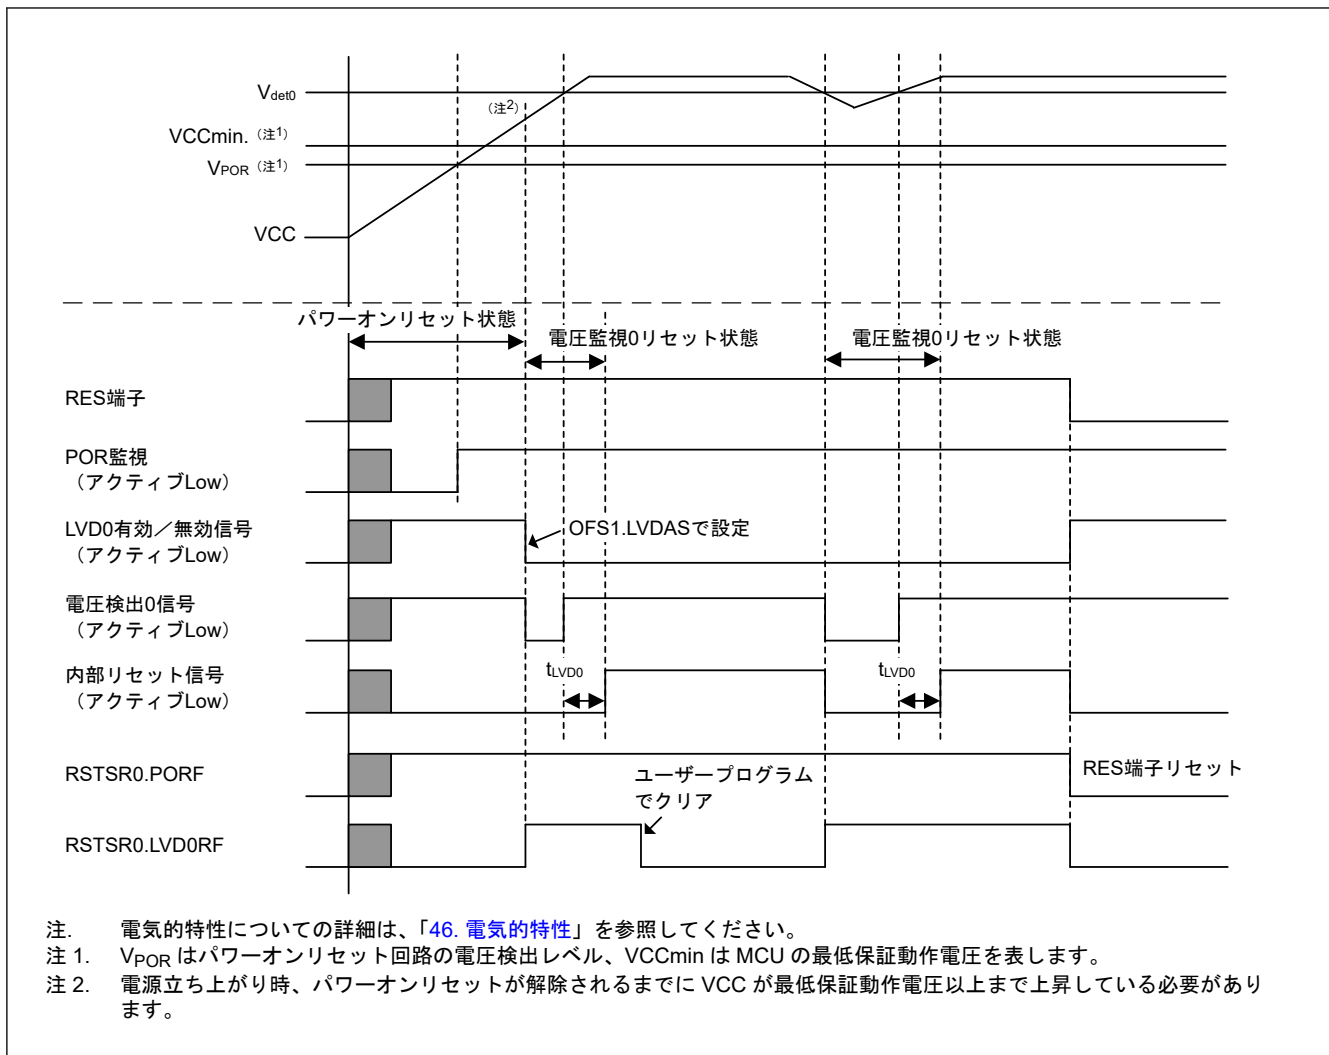 Vdet0
（注2）
VCCmin.（注1）
VPOR（注1）
VCC
パワーオンリセット状態
電圧監視0リセット状態
電圧監視0リセット状態
RES端子
POR監視
（アクティブLow）
LVD0有効／無効信号
（アクティブLow）
OFS1.LVDASで設定
電圧検出0信号
（アクティブLow）
内部リセット信号
（アクティブLow）
tLVD0
tLVD0
RSTSR0.PORF
ユーザープログラム
でクリア
RES端子リセット
RSTSR0.LVD0RF
注. 電気的特性についての詳細は、「46. 電気的特性」を参照してください。
注 1. VPOR はパワーオンリセット回路の電圧検出レベル、VCCmin は MCU の最低保証動作電圧を表します。
注 2. 電源立ち上がり時、パワーオンリセットが解除されるまでに VCC が最低保証動作電圧以上まで上昇している必要があり
ます。